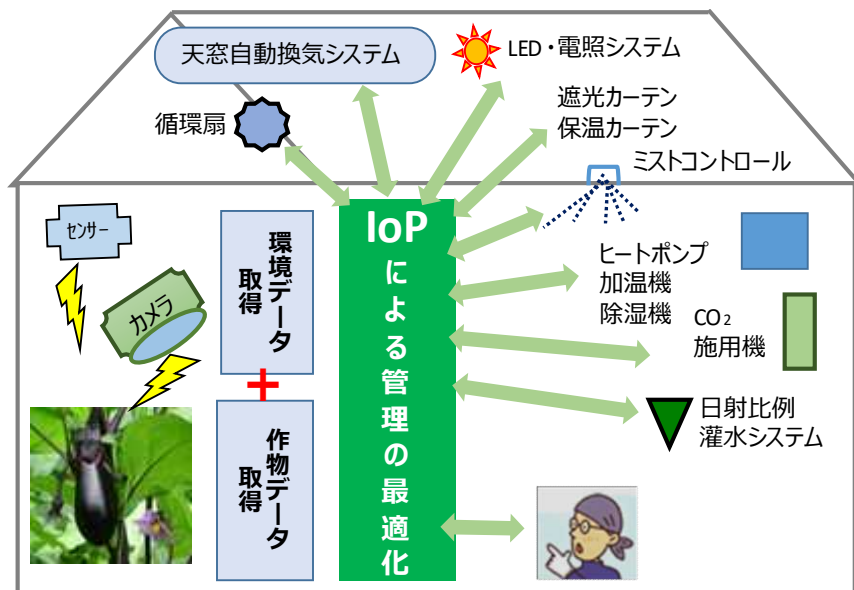 天窓自動換気システム
LED・電照システム
循環扇
遮光カーテン
保温カーテン
ミストコントロール
センサー
カメラ
環境データ
取得
+
作物データ
取得
IoP
による管理の最適化
ヒートポンプ
加温機
除湿機
CO₂
施用機
日射比例
灌水システム